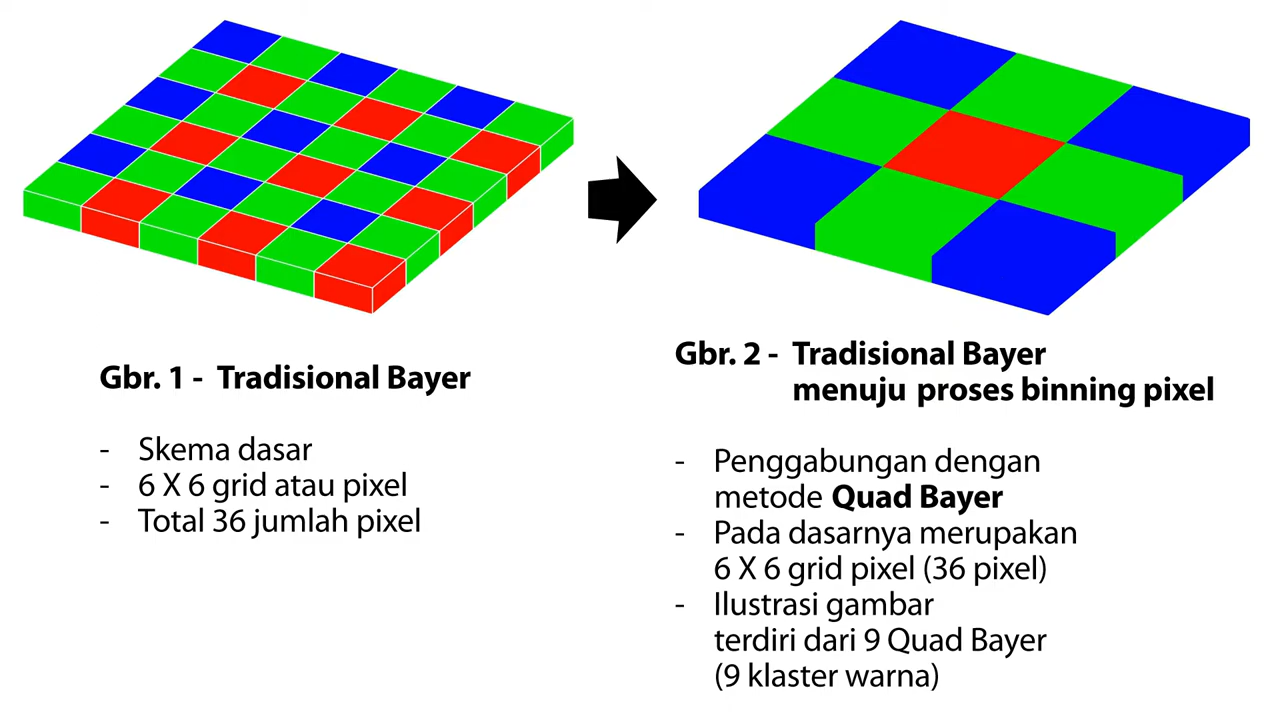 Gbr. 1 - Tradisional Bayer
- Skema dasar
- 6 X 6 grid atau pixel
- Total 36 jumlah pixel
Gbr. 2 - Tradisional Bayer
menuju proses binning pixel
- Penggabungan dengan
metode Quad Bayer
- Pada dasarnya merupakan
6 X 6 grid pixel (36 pixel)
- Ilustrasi gambar
terdiri dari 9 Quad Bayer
(9 klaster warna)